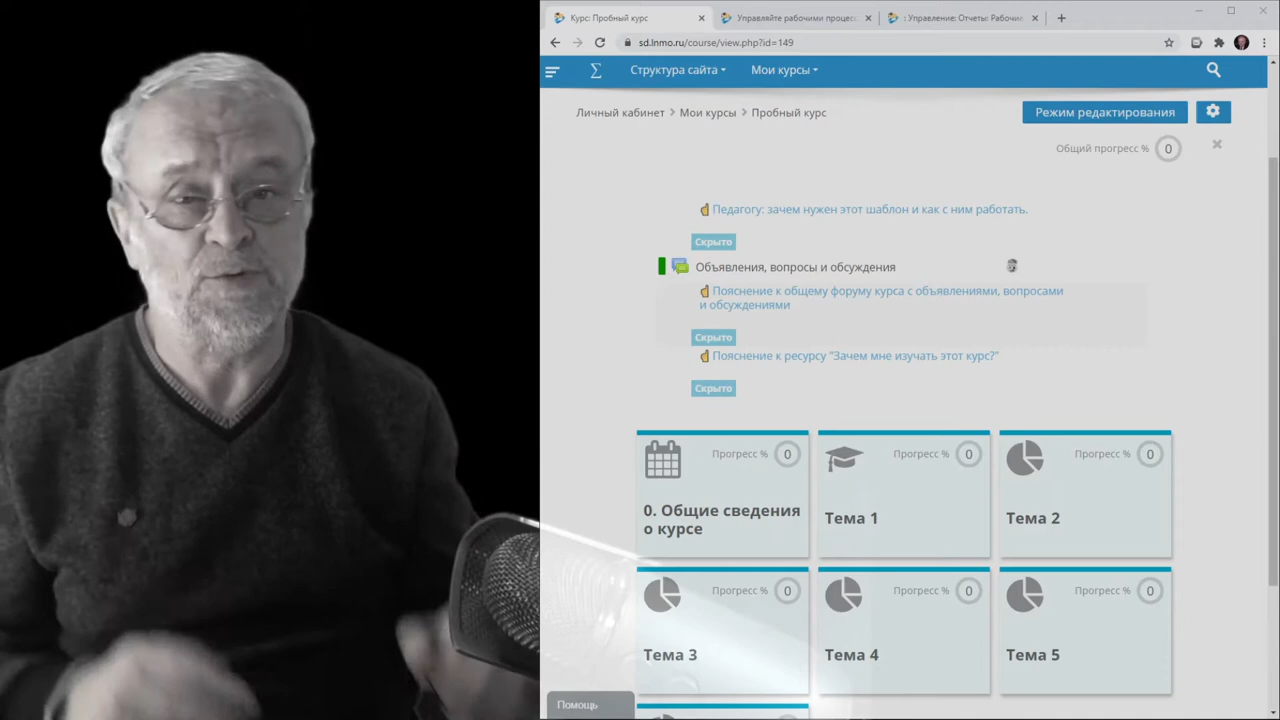 Курс: Пробный курс
Управляйте рабочими процес
: Управление: Отчеты: Рабочие
sd.lnmo.ru/course/view.php?id=149
Структура сайта
Мои курсы
Личный кабинет > Мои курсы > Пробный курс
Режим редактирования
Общий прогресс % 0
Педагогу: зачем нужен этот шаблон и как с ним работать.
Скрыто
Объявления, вопросы и обсуждения
Пояснение к общему форуму курса с объявлениями, вопросами
и обсуждениями
Скрыто
Пояснение к ресурсу "Зачем мне изучать этот курс?"
Скрыто
Прогресс % 0
0. Общие сведения
о курсе
Прогресс % 0
Тема 1
Прогресс % 0
Тема 2
Прогресс % 0
Тема 3
Прогресс % 0
Тема 4
Прогресс % 0
Тема 5
Помощь